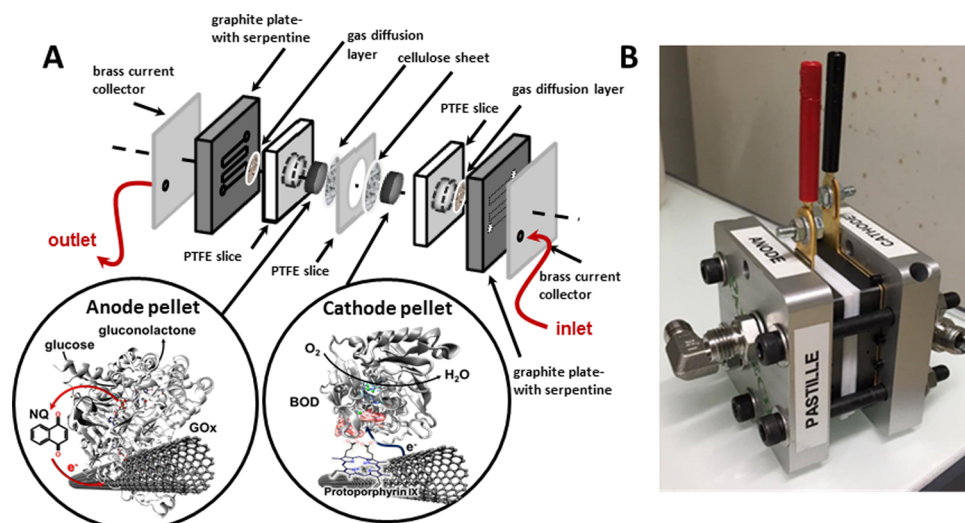 A
graphite plate-
with serpentine
gas diffusion
layer
cellulose sheet
brass current
collector
PTFE slice
gas diffusion layer
outlet
PTFE slice
PTFE slice
brass current
collector
inlet
graphite plate-
with serpentine
Anode pellet
gluconolactone
glucose
NQ
GOx
e-
Cathode pellet
O2
H2O
BOD
e-
Protoporphyrin IX
B
ANODE
CATHODE
PASTILLE